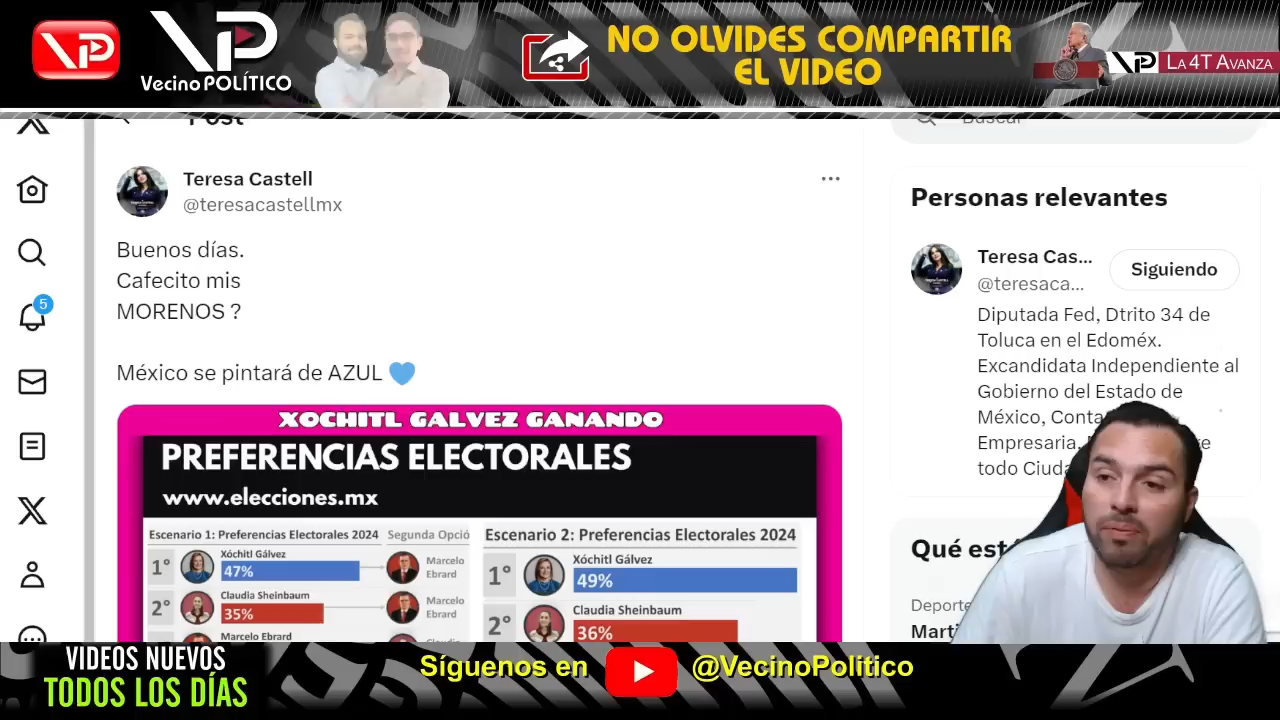 VP
VP
Vecino POLÍTICO
NO OLVIDES COMPARTIR
EL VIDEO
VP LA 4T AVANZA
Post
Buscar
Teresa Castell
@teresacastellmx
Buenos días.
Cafecito mis
MORENOS ?
México se pintará de AZUL
XOCHITL GALVEZ GANANDO
PREFERENCIAS ELECTORALES
www.elecciones.mx
Escenario 1: Preferencias Electorales 2024 Segunda Opció
1° Xóchitl Gálvez
47%
Marcelo
Ebrard
2° Claudia Sheinbaum
35%
Marcelo
Ebrard
Marcelo Ebrard
Escenario 2: Preferencias Electorales 2024
1° Xóchitl Gálvez
49%
2° Claudia Sheinbaum
36%
5
Personas relevantes
Teresa Cas...
@teresaca...
Siguiendo
Diputada Fed, Dtrito 34 de
Toluca en el Edoméx.
Excandidata Independiente al
Gobierno del Estado de
México, Conta
Empresaria,
todo Ciuda
Qué est
Deporte
Marti
VIDEOS NUEVOS
TODOS LOS DÍAS
Síguenos en @VecinoPolitico